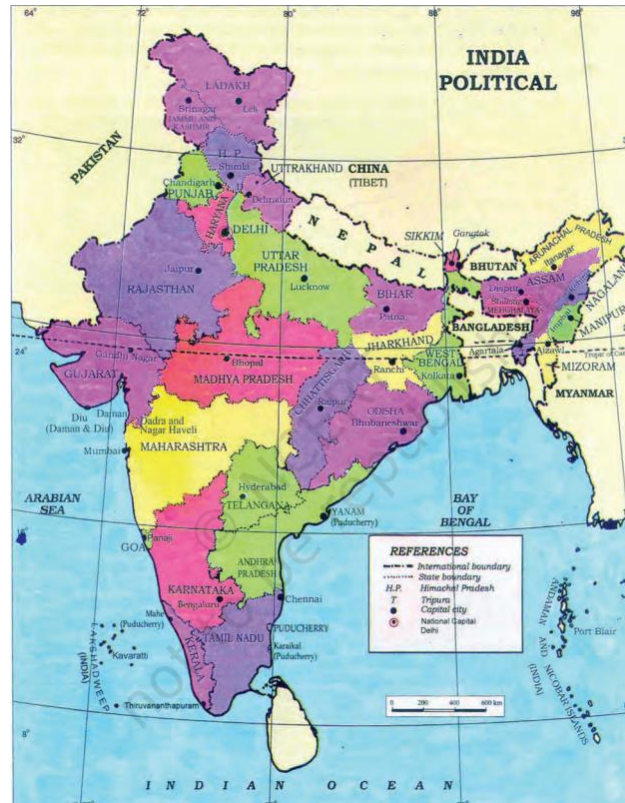 64°
72
80
88
96
INDIA
POLITICAL
LADAKH
Srinagar
Leh
JAMMU AND
KASHMIR
32
32
PAKISTAN
H. P.
Shimla
UTTRAKHAND
CHINA
(TIBET)
Chandigarh
PUNJAB
Dehradun
HARYANA
DELHI
NEPAL
SIKKIM
Gangtok
ARUNACHAL PRADESH
Itanagar
UTTAR
PRADESH
BHUTAN
ASSAM
Jaipur
RAJASTHAN
Lucknow
Dispur
Kohima
NAGALAND
BIHAR
Shillong
MEGHALAYA
Patna
Imphal
MANIPUR
BANGLADESH
JHARKHAND
24
24
Gandhi Nagar
Bhopal
WEST
BENGAL
Agartala
Aizawl
Ranchi
MIZORAM
GUJARAT
MADHYA PRADESH
CHHATTISGARH
Kolkata
MYANMAR
Raipur
Daman
ODISHA
Diu
(Daman & Diu)
Dadra and
Nagar Haveli
Bhubaneshwar
Mumbai
MAHARASHTRA
Hyderabad
ARABIAN
SEA
TELANGANA
YANAM
(Puducherry)
BAY
OF
BENGAL
Panaji
GOA
ANDHRA
PRADESH
REFERENCES
International boundary
State boundary
H.P. Himachal Pradesh
T. Tripura
Capital city
National Capital
Delhi
KARNATAKA
Bengaluru
Chennai
Mahe
(Puducherry)
PUDUCHERRY
TAMIL NADU
Karaikal
(Puducherry)
KERALA
LAKSHADWEEP
(INDIA)
Kavaratti
Port Blair
ANDAMAN AND NICOBAR ISLANDS
(INDIA)
Thiruvananthapuram
0 200 400 600 km
8°
INDIAN OCEAN